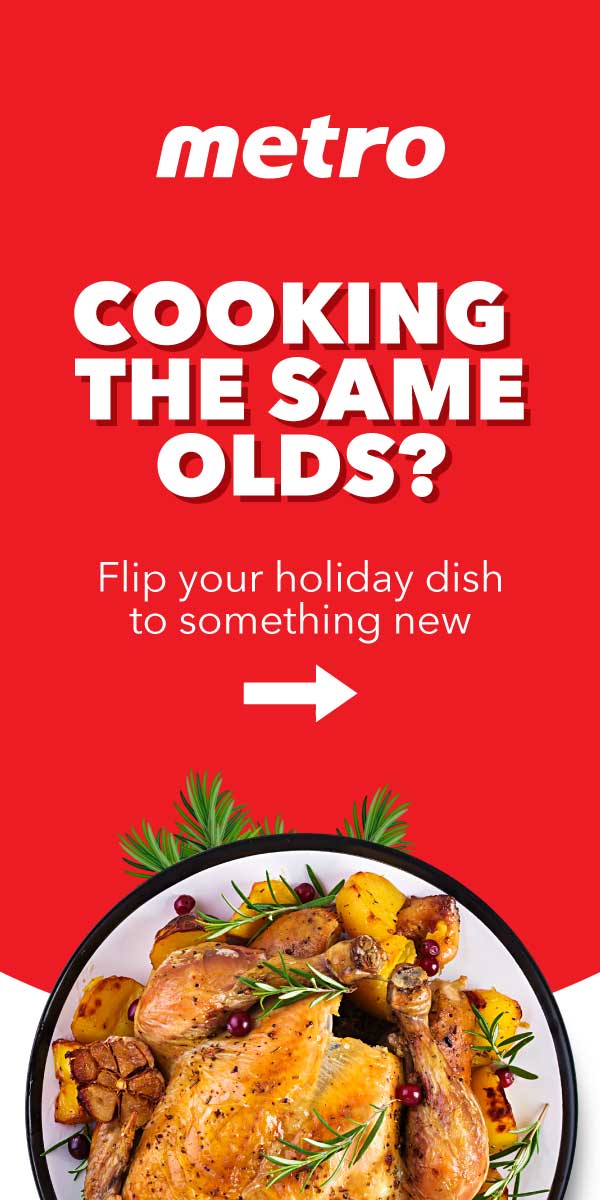 metro
COOKING
THE SAME
OLDS?
Flip your holiday dish
to something new